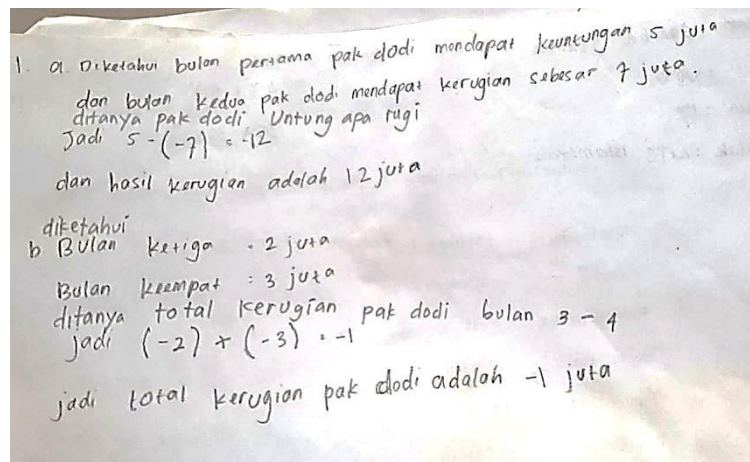 1. a. Diketahui bulan pertama pak dodi mendapat keuntungan 5 juta
dan bulan kedua pak dodi mendapat kerugian sebesar 7 juta.
ditanya pak dodi Untung apa rugi
Jadi 5 - (-7) = -12
dan hasil kerugian adalah 12 juta
diketahui
b Bulan ketiga = 2 juta
Bulan keempat : 3 juta
ditanya total kerugian pak dodi bulan 3 - 4
jadi (-2) + (-3) = -1
jadi total kerugian pak dodi adalah -1 juta